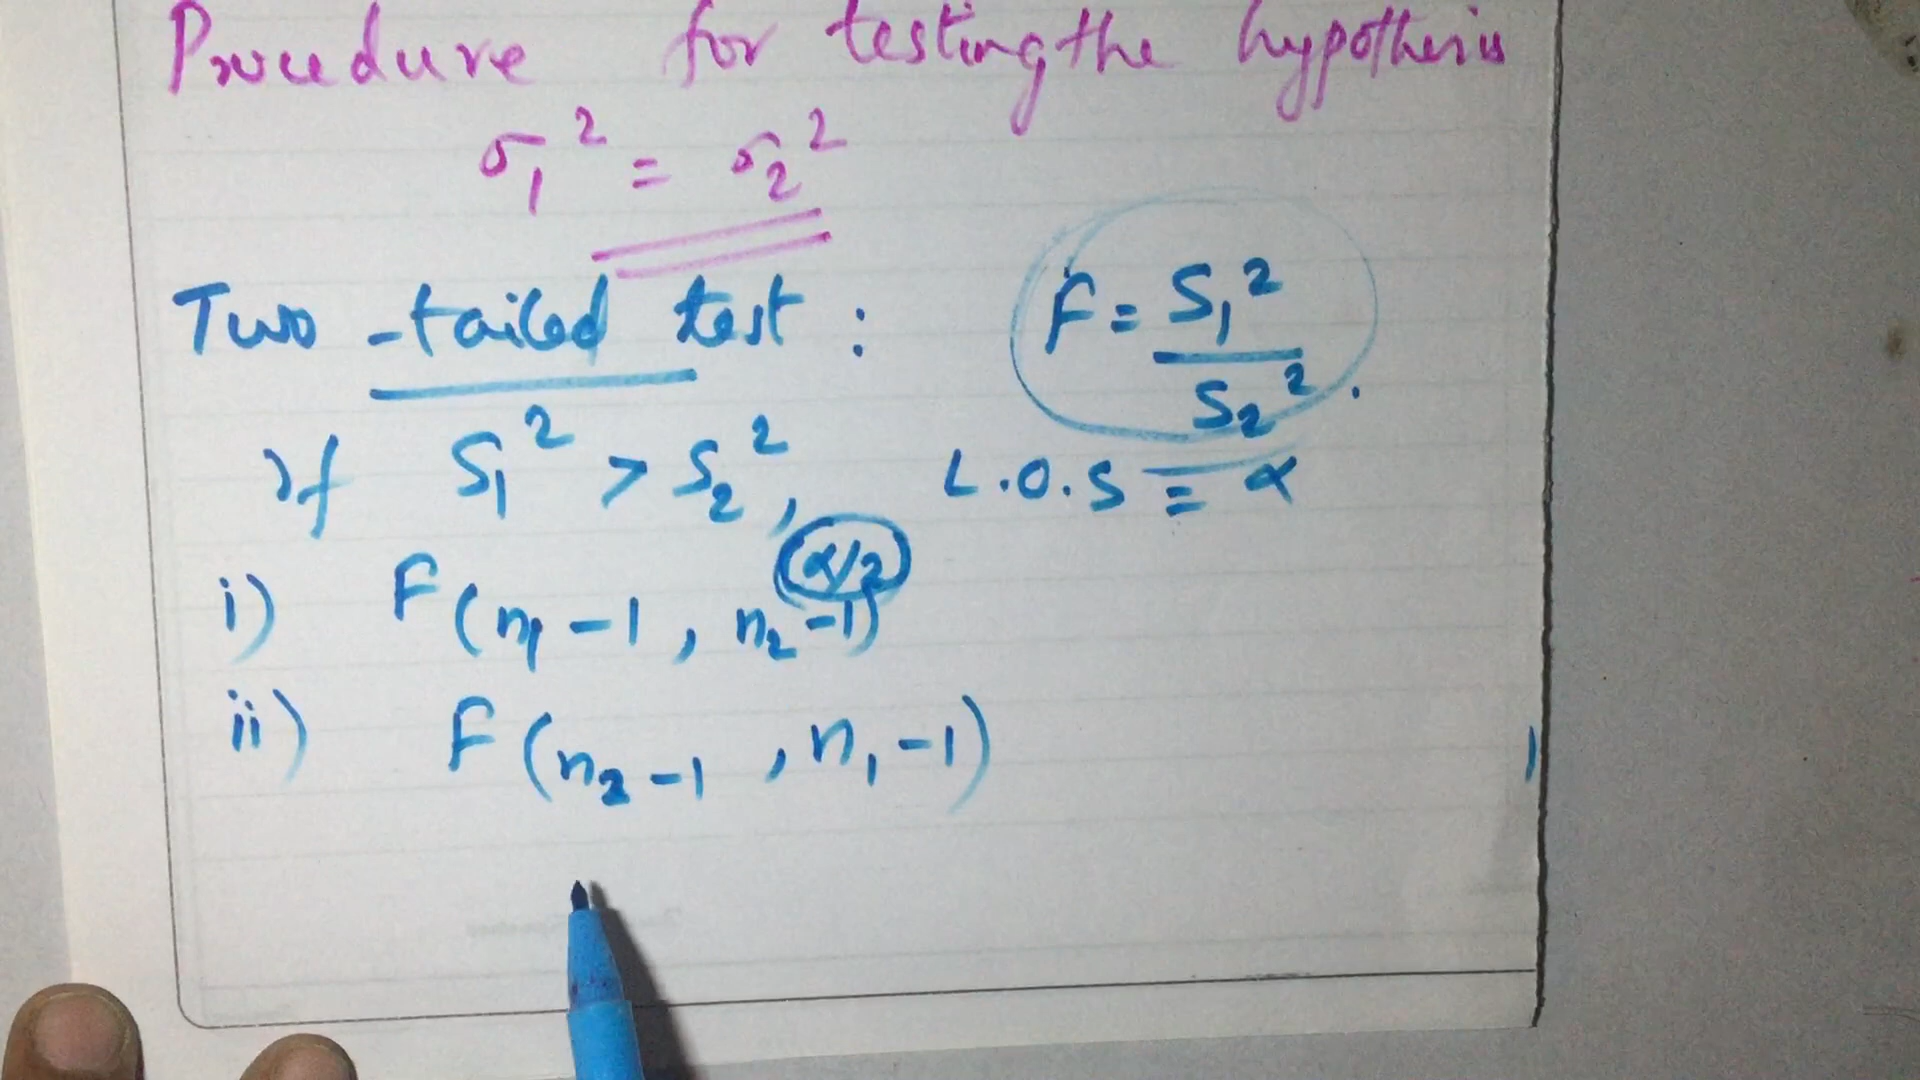 Procedure for testing the hypothesis
σ₁² = σ₂²
Two-tailed test :
F = S₁² / S₂².
If S₁² > S₂², L.O.S = α
i) F(n₁-1, n₂-1) (α/2)
ii) F(n₂-1, n₁-1)